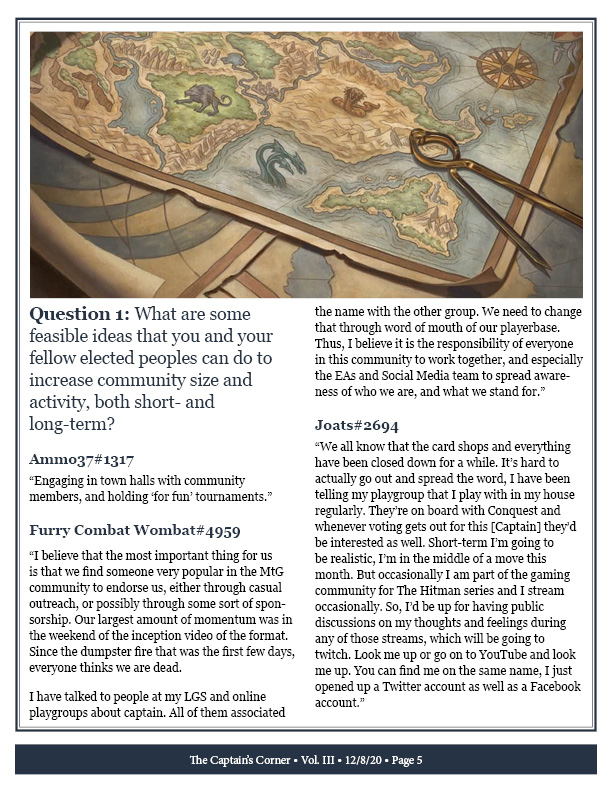 Question 1: What are some
feasible ideas that you and your
fellow elected peoples can do to
increase community size and
activity, both short- and
long-term?
Ammo37#1317
“Engaging in town halls with community
members, and holding ‘for fun’ tournaments.”
Furry Combat Wombat#4959
“I believe that the most important thing for us
is that we find someone very popular in the MtG
community to endorse us, either through casual
outreach, or possibly through some sort of spon-
sorship. Our largest amount of momentum was in
the weekend of the inception video of the format.
Since the dumpster fire that was the first few days,
everyone thinks we are dead.
I have talked to people at my LGS and online
playgroups about captain. All of them associated
the name with the other group. We need to change
that through word of mouth of our playerbase.
Thus, I believe it is the responsibility of everyone
in this community to work together, and especially
the EAs and Social Media team to spread aware-
ness of who we are, and what we stand for.”
Joats#2694
“We all know that the card shops and everything
have been closed down for a while. It’s hard to
actually go out and spread the word, I have been
telling my playgroup that I play with in my house
regularly. They’re on board with Conquest and
whenever voting gets out for this [Captain] they’d
be interested as well. Short-term I’m going to
be realistic, I’m in the middle of a move this
month. But occasionally I am part of the gaming
community for The Hitman series and I stream
occasionally. So, I’d be up for having public
discussions on my thoughts and feelings during
any of those streams, which will be going to
twitch. Look me up or go on to YouTube and look
me up. You can find me on the same name, I just
opened up a Twitter account as well as a Facebook
account.”
The Captain’s Corner • Vol. III • 12/8/20 • Page 5